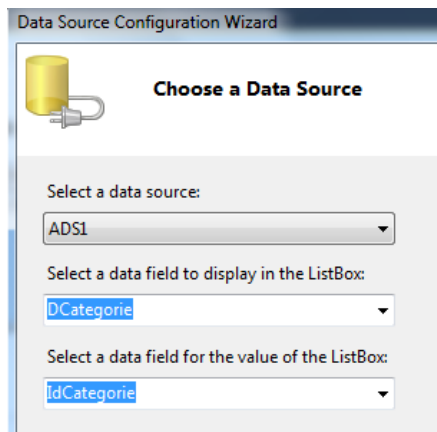 Data Source Configuration Wizard
Choose a Data Source
Select a data source:
ADS1
Select a data field to display in the ListBox:
DCategorie
Select a data field for the value of the ListBox:
IdCategorie